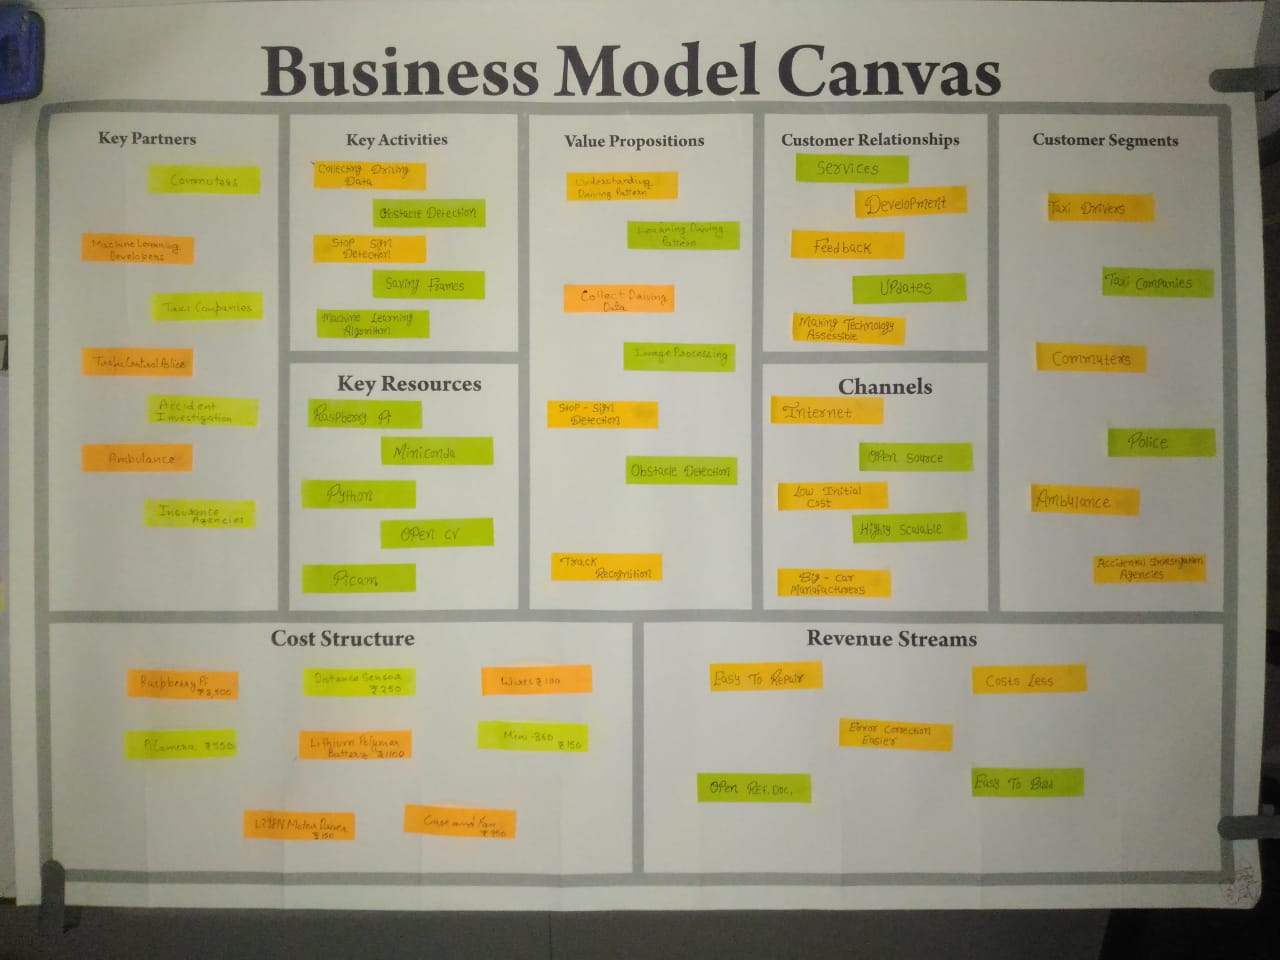 Business Model Canvas
Key Partners
Commuters
Machine Learning
Developers
Taxi Companies
Traffic Control Police
Accident
Investigation
Ambulance
Insurance
Agencies
Key Activities
Collecting Driving
Data
Obstacle Detection
Stop Sign
Detection
Saving Frames
Machine Learning
Algorithm
Key Resources
Raspberry Pi
Miniconda
Python
Open CV
Picam
Value Propositions
Understanding
Driving Pattern
Learning Driving
Pattern
Collect Driving
Data
Image Processing
Stop - Sign
Detection
Obstacle Detection
Track
Recognition
Customer Relationships
Services
Development
Feedback
Updates
Making Technology
Assessible
Channels
Internet
Open Source
Low Initial
Cost
Highly Scalable
Big - Car
Manufacturers
Customer Segments
Taxi Drivers
Taxi Companies
Commuters
Police
Ambulance
Accidental Investigation
Agencies
Cost Structure
Raspberry Pi
Distance Sensor
₹ 250
Wires ₹ 100
Picamera ₹ 550
Lithium Polymer
Battery ₹ 1100
₹ 150
L298N Motor Driver
₹ 150
Case and Fan
Revenue Streams
Easy To Repair
Costs Less
Error Correction
Easier
Open Ref. Doc.
Easy To Build